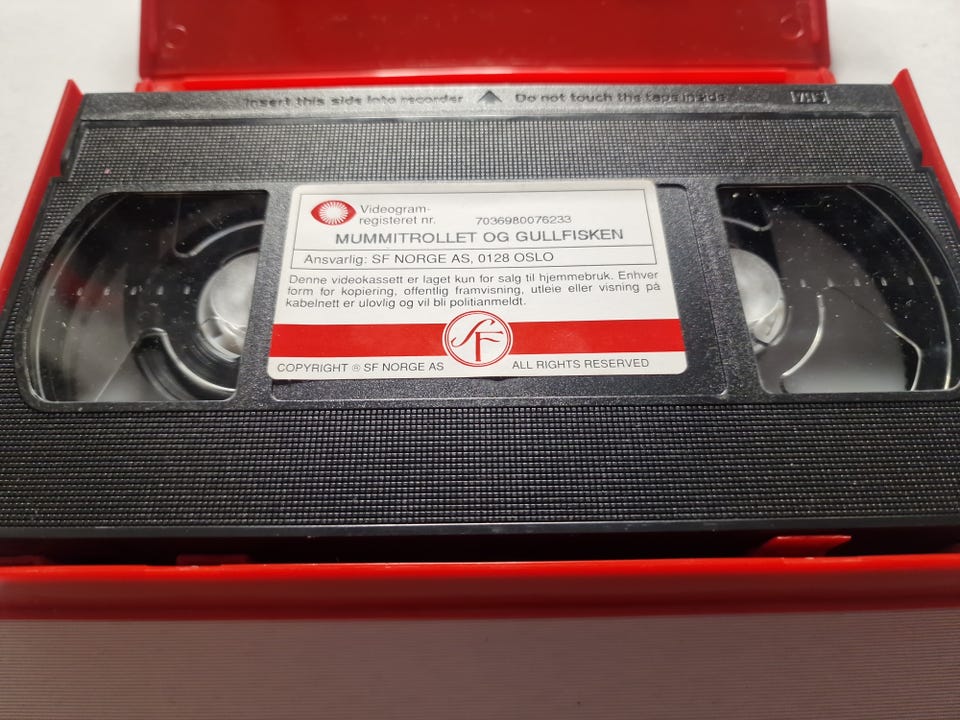 Insert this side into recorder ▲ Do not touch the tape inside. VHS
Videogram-
registeret nr. 7036980076233
MUMMITROLLET OG GULLFISKEN
Ansvarlig: SF NORGE AS, 0128 OSLO
Denne videokassett er laget kun for salg til hjemmebruk. Enhver
form for kopiering, offentlig framvisning, utleie eller visning på
kabelnett er ulovlig og vil bli politianmeldt.
SF
COPYRIGHT ® SF NORGE AS ALL RIGHTS RESERVED